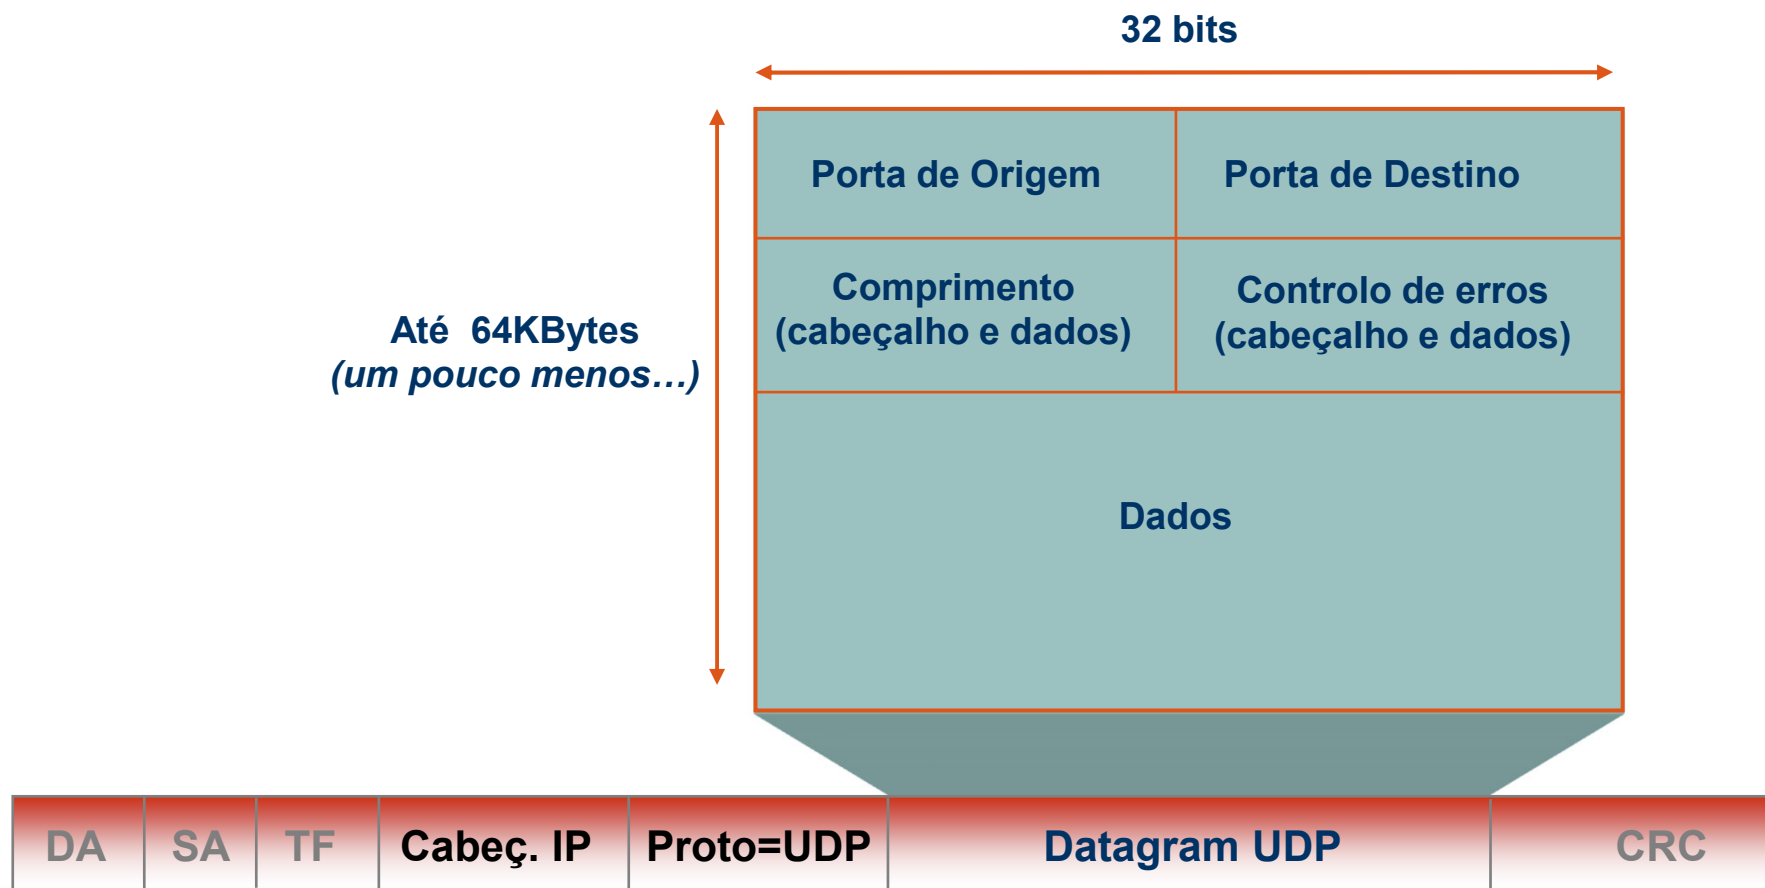 32 bits
Porta de Origem
Porta de Destino
Comprimento
(cabeçalho e dados)
Controlo de erros
(cabeçalho e dados)
Até  64KBytes
(um pouco menos…)
Dados
DA
SA
TF
Cabeç. IP
Proto=UDP
Datagram UDP
CRC